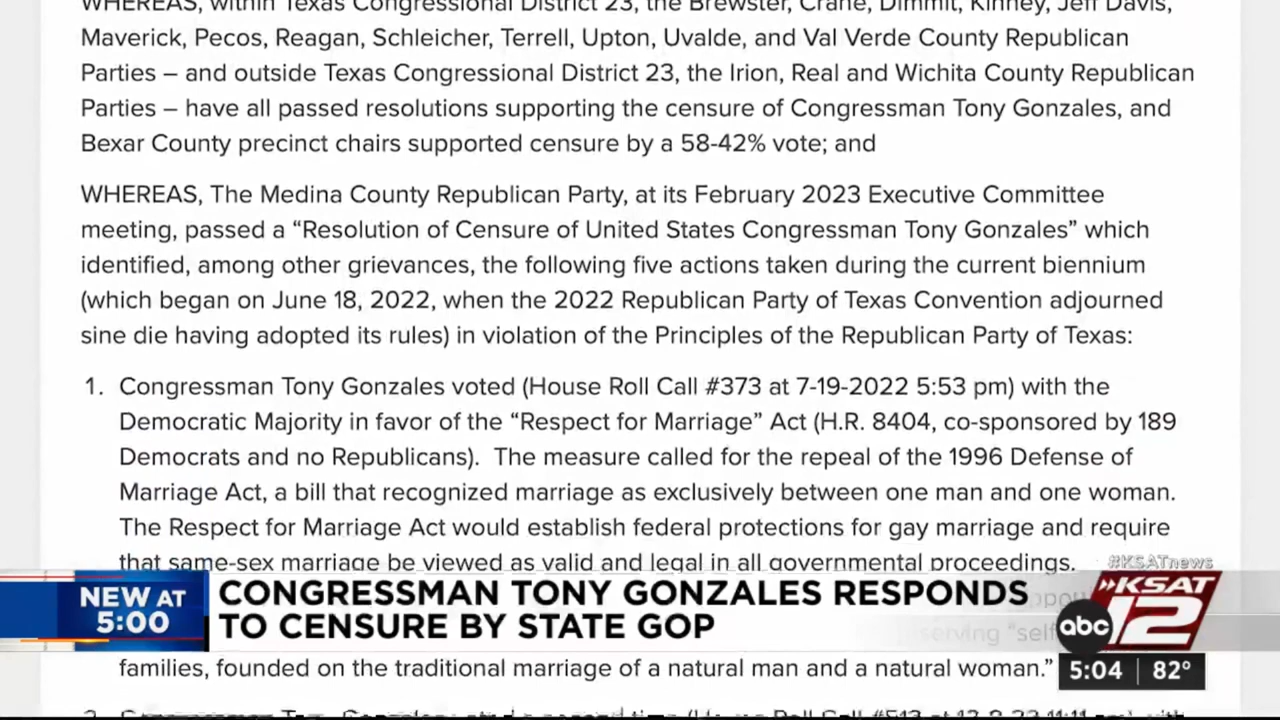 WHEREAS, within Texas Congressional District 23, the Brewster, Crane, Dimmit, Kinney, Jeff Davis,
Maverick, Pecos, Reagan, Schleicher, Terrell, Upton, Uvalde, and Val Verde County Republican
Parties – and outside Texas Congressional District 23, the Irion, Real and Wichita County Republican
Parties – have all passed resolutions supporting the censure of Congressman Tony Gonzales, and
Bexar County precinct chairs supported censure by a 58-42% vote; and
WHEREAS, The Medina County Republican Party, at its February 2023 Executive Committee
meeting, passed a “Resolution of Censure of United States Congressman Tony Gonzales” which
identified, among other grievances, the following five actions taken during the current biennium
(which began on June 18, 2022, when the 2022 Republican Party of Texas Convention adjourned
sine die having adopted its rules) in violation of the Principles of the Republican Party of Texas:
1. Congressman Tony Gonzales voted (House Roll Call #373 at 7-19-2022 5:53 pm) with the
Democratic Majority in favor of the “Respect for Marriage” Act (H.R. 8404, co-sponsored by 189
Democrats and no Republicans). The measure called for the repeal of the 1996 Defense of
Marriage Act, a bill that recognized marriage as exclusively between one man and one woman.
The Respect for Marriage Act would establish federal protections for gay marriage and require
that same-sex marriage be viewed as valid and legal in all governmental proceedings.
families, founded on the traditional marriage of a natural man and a natural woman.”
NEW AT
5:00
CONGRESSMAN TONY GONZALES RESPONDS
TO CENSURE BY STATE GOP
#KSATnews
KSAT
abc 12
5:04 82°